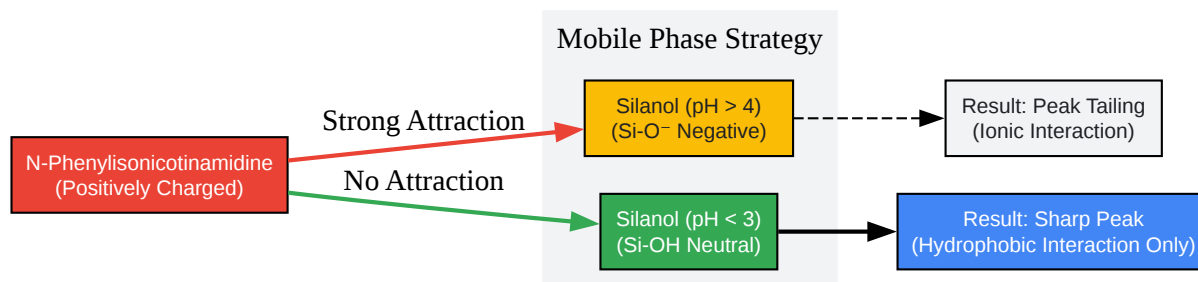 Mobile Phase Strategy
N-Phenylisonicotinamidine
(Positively Charged)
Strong Attraction
No Attraction
Silanol (pH > 4)
(Si-O⁻ Negative)
Result: Peak Tailing
(Ionic Interaction)
Silanol (pH < 3)
(Si-OH Neutral)
Result: Sharp Peak
(Hydrophobic Interaction Only)